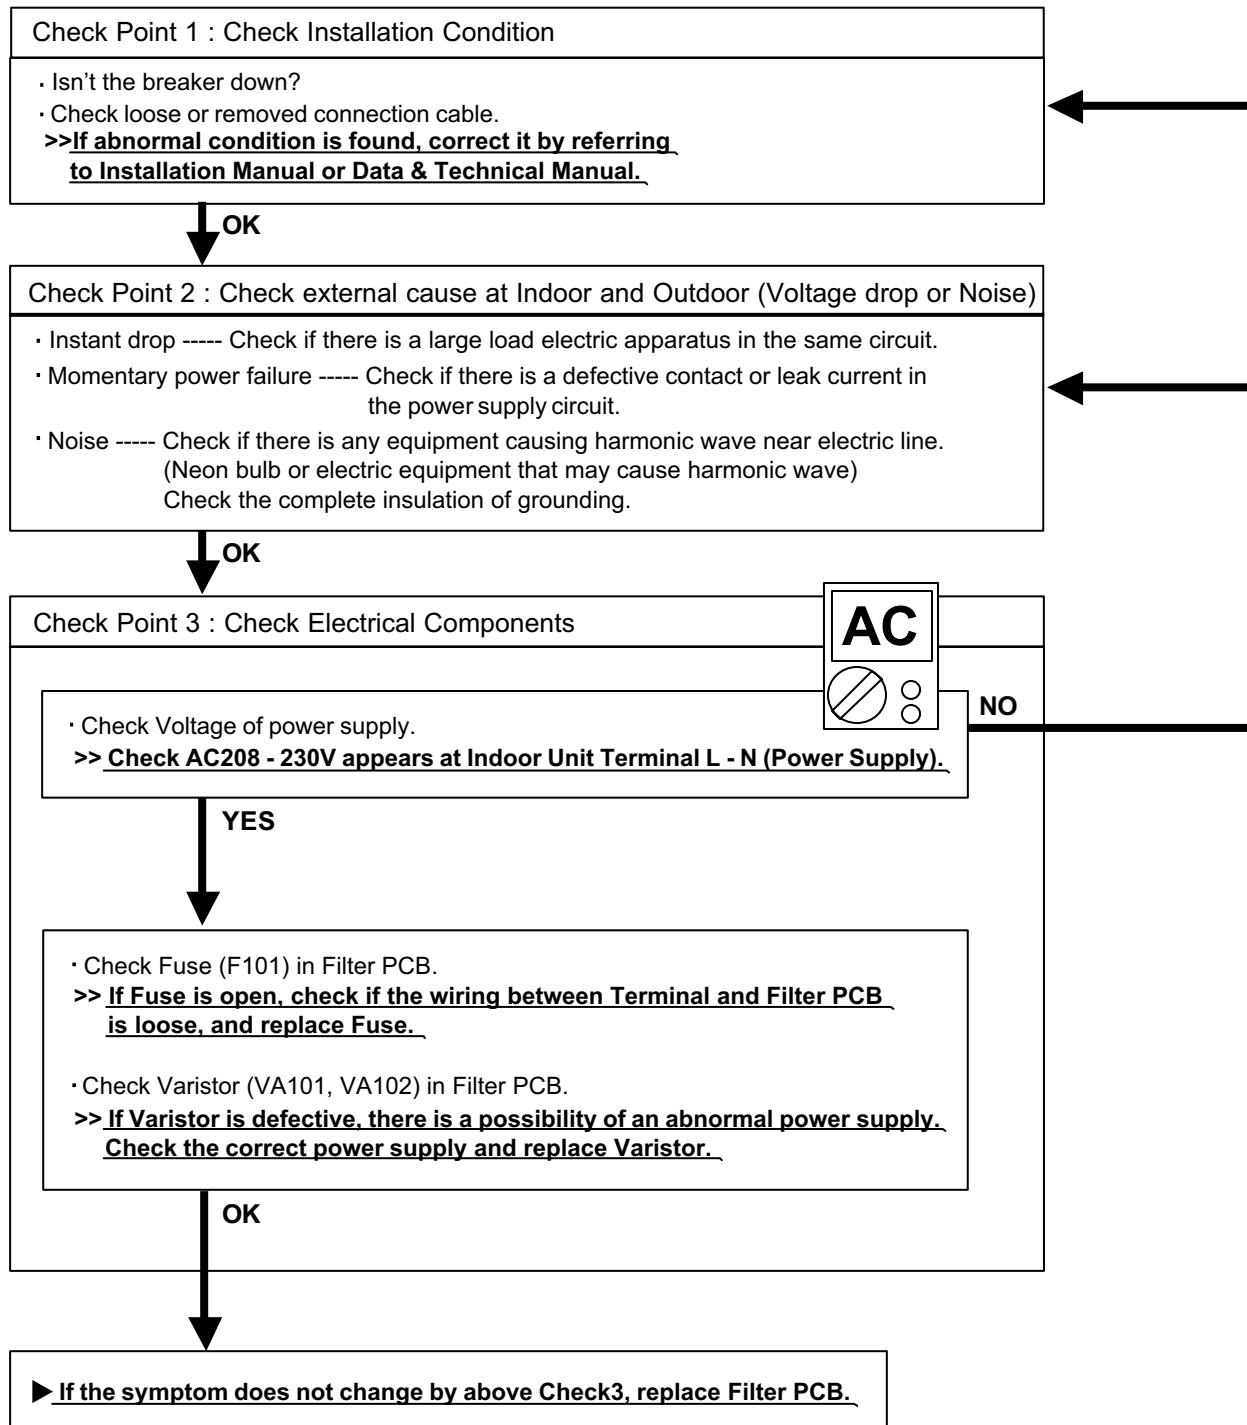 Check Point 1 : Check Installation Condition
· Isn't the breaker down?
· Check loose or removed connection cable.
>>If abnormal condition is found, correct it by referring
to Installation Manual or Data & Technical Manual.
OK
Check Point 2 : Check external cause at Indoor and Outdoor (Voltage drop or Noise)
· Instant drop ----- Check if there is a large load electric apparatus in the same circuit.
· Momentary power failure ----- Check if there is a defective contact or leak current in
the power supply circuit.
· Noise ----- Check if there is any equipment causing harmonic wave near electric line.
(Neon bulb or electric equipment that may cause harmonic wave)
Check the complete insulation of grounding.
OK
Check Point 3 : Check Electrical Components
AC
NO
· Check Voltage of power supply.
>> Check AC208 - 230V appears at Indoor Unit Terminal L - N (Power Supply).
YES
· Check Fuse (F101) in Filter PCB.
>> If Fuse is open, check if the wiring between Terminal and Filter PCB
is loose, and replace Fuse.
· Check Varistor (VA101, VA102) in Filter PCB.
>> If Varistor is defective, there is a possibility of an abnormal power supply.
Check the correct power supply and replace Varistor.
OK
▶ If the symptom does not change by above Check3, replace Filter PCB.